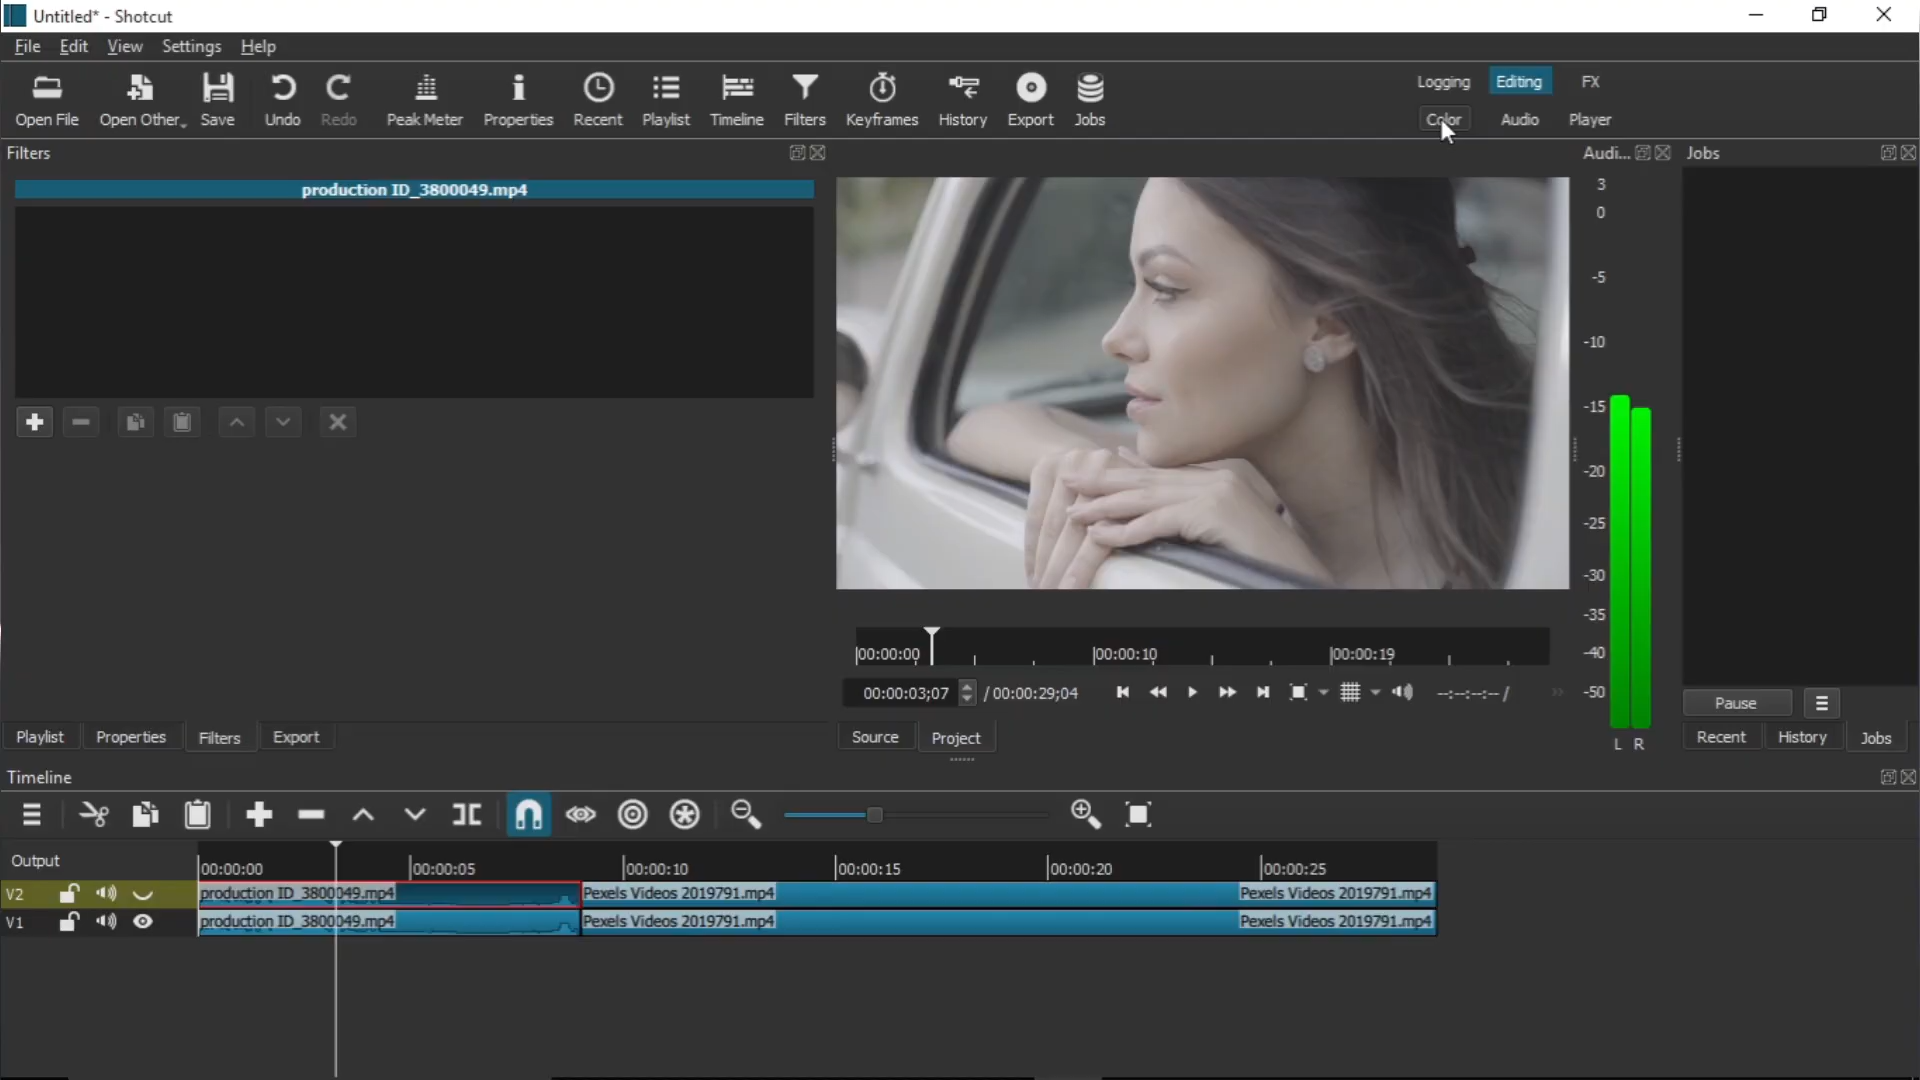 Untitled* - Shotcut
File Edit View Settings Help
Open File Open Other Save Undo Redo Peak Meter Properties Recent Playlist Timeline Filters Keyframes History Export Jobs
Logging Editing FX
Color Audio Player
Filters
production ID_3800049.mp4
Audi...
Jobs
3
0
-5
-10
-15
-20
-25
-30
-35
-40
-50
L R
00:00:00 00:00:10 00:00:19
00:00:03;07 / 00:00:29;04 --:--:--:-- /
Pause
Playlist Properties Filters Export
Source Project
Recent History Jobs
Timeline
Output
00:00:00 00:00:05 00:00:10 00:00:15 00:00:20 00:00:25
V2 production ID_3800049.mp4 Pexels Videos 2019791.mp4 Pexels Videos 2019791.mp4
V1 production ID_3800049.mp4 Pexels Videos 2019791.mp4 Pexels Videos 2019791.mp4